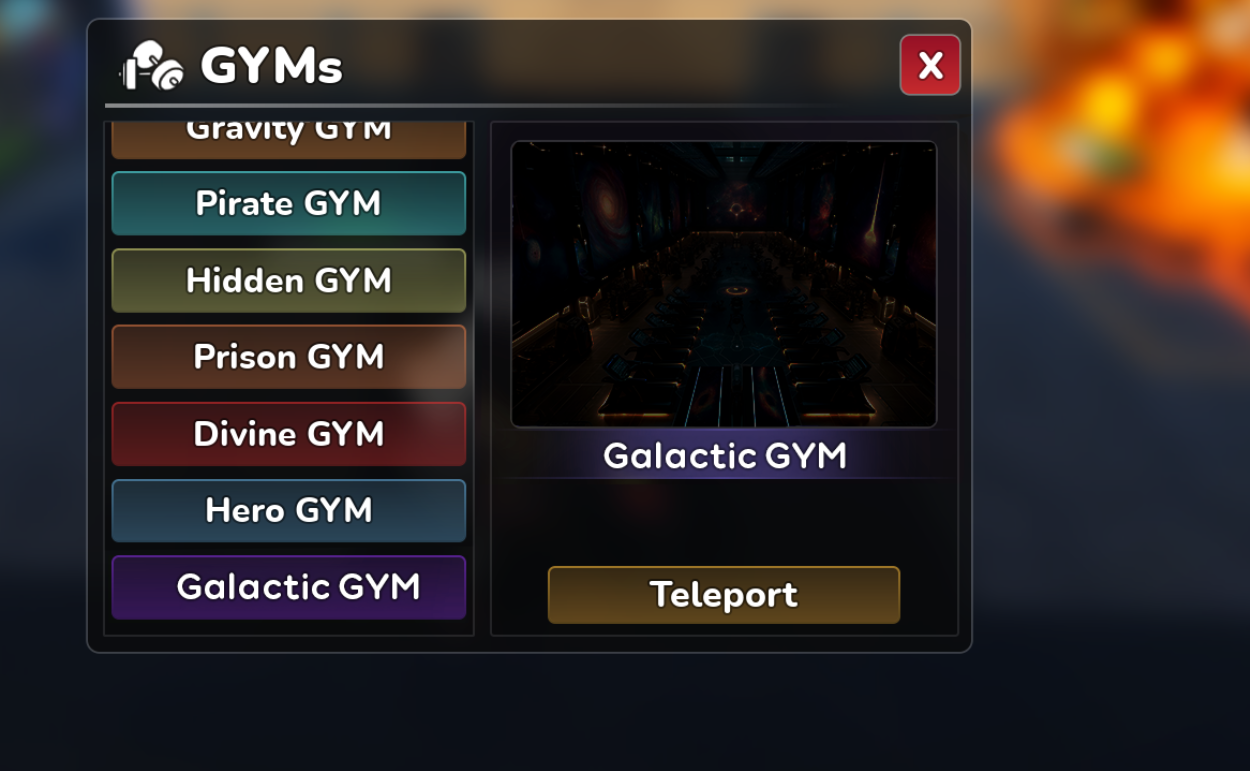 GYMs
X
Gravity GYM
Pirate GYM
Hidden GYM
Prison GYM
Divine GYM
Hero GYM
Galactic GYM
Galactic GYM
Teleport